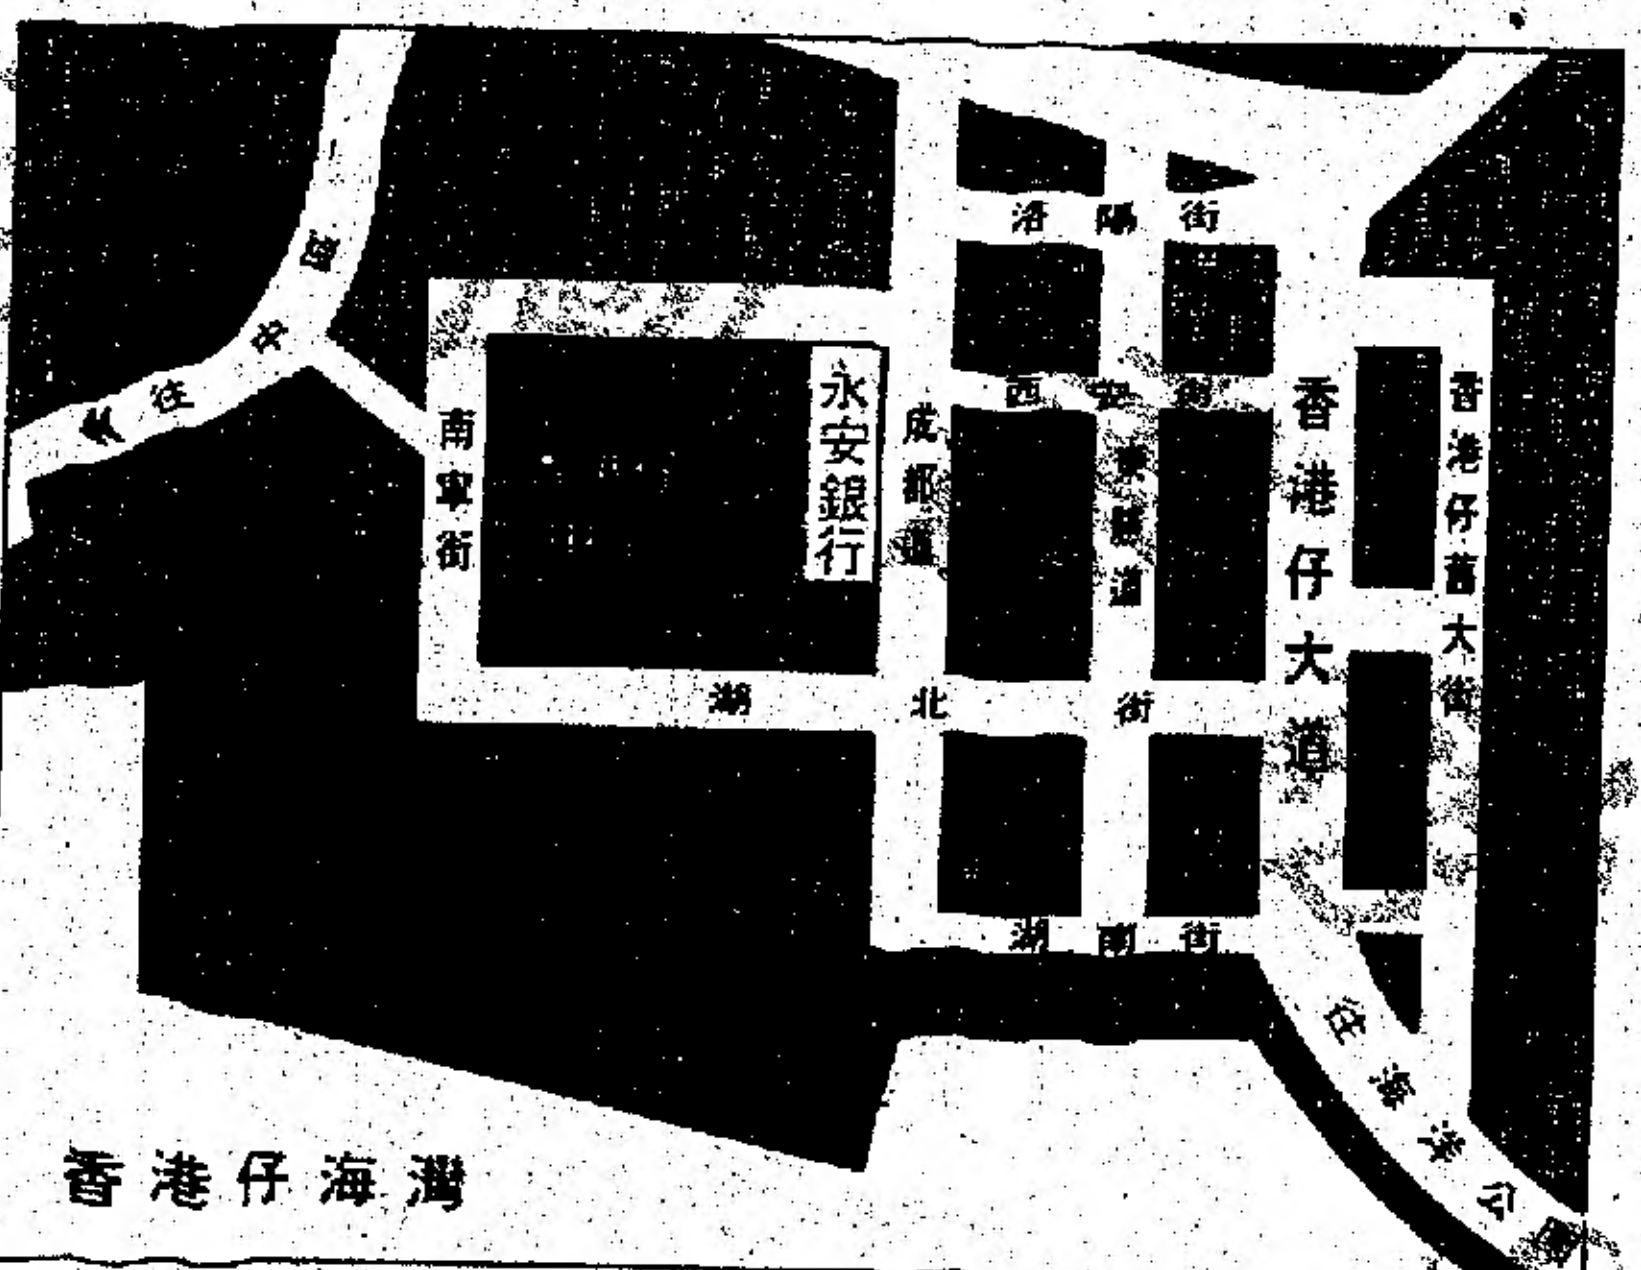 洛陽街
西安街
永安銀行
成都道
南寧街
東勝道
香港仔大道
香港仔舊大街
往中區
湖北街
湖南街
往海洋公園
香港仔海灣